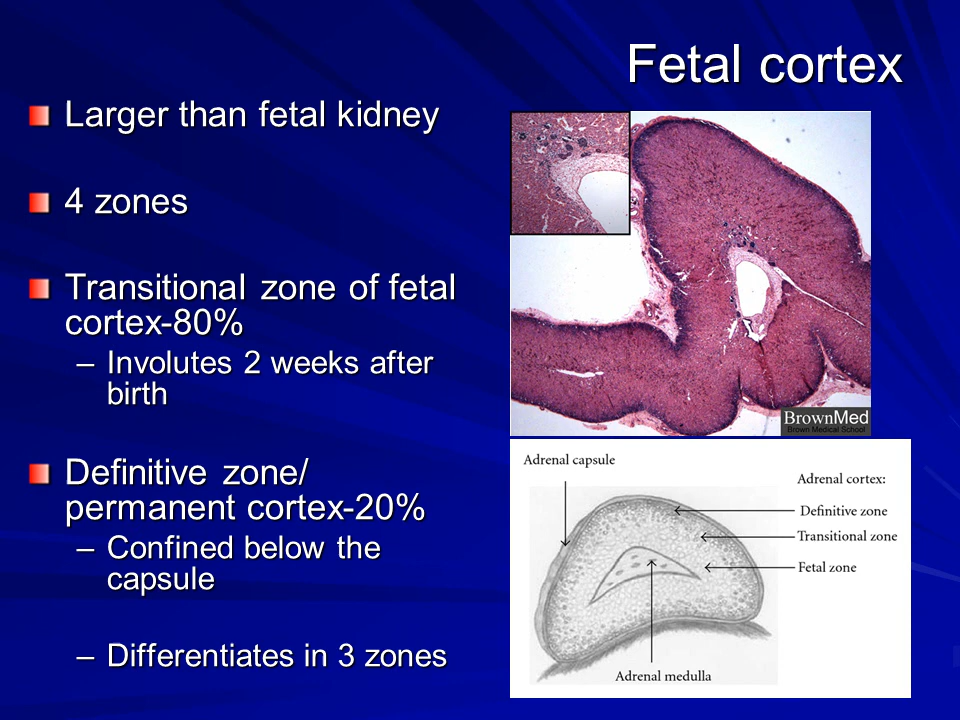 Fetal cortex
Larger than fetal kidney
4 zones
Transitional zone of fetal
cortex-80%
– Involutes 2 weeks after
birth
Definitive zone/
permanent cortex-20%
– Confined below the
capsule
– Differentiates in 3 zones
BrownMed
Brown Medical School
Adrenal capsule
Adrenal cortex:
Definitive zone
Transitional zone
Fetal zone
Adrenal medulla